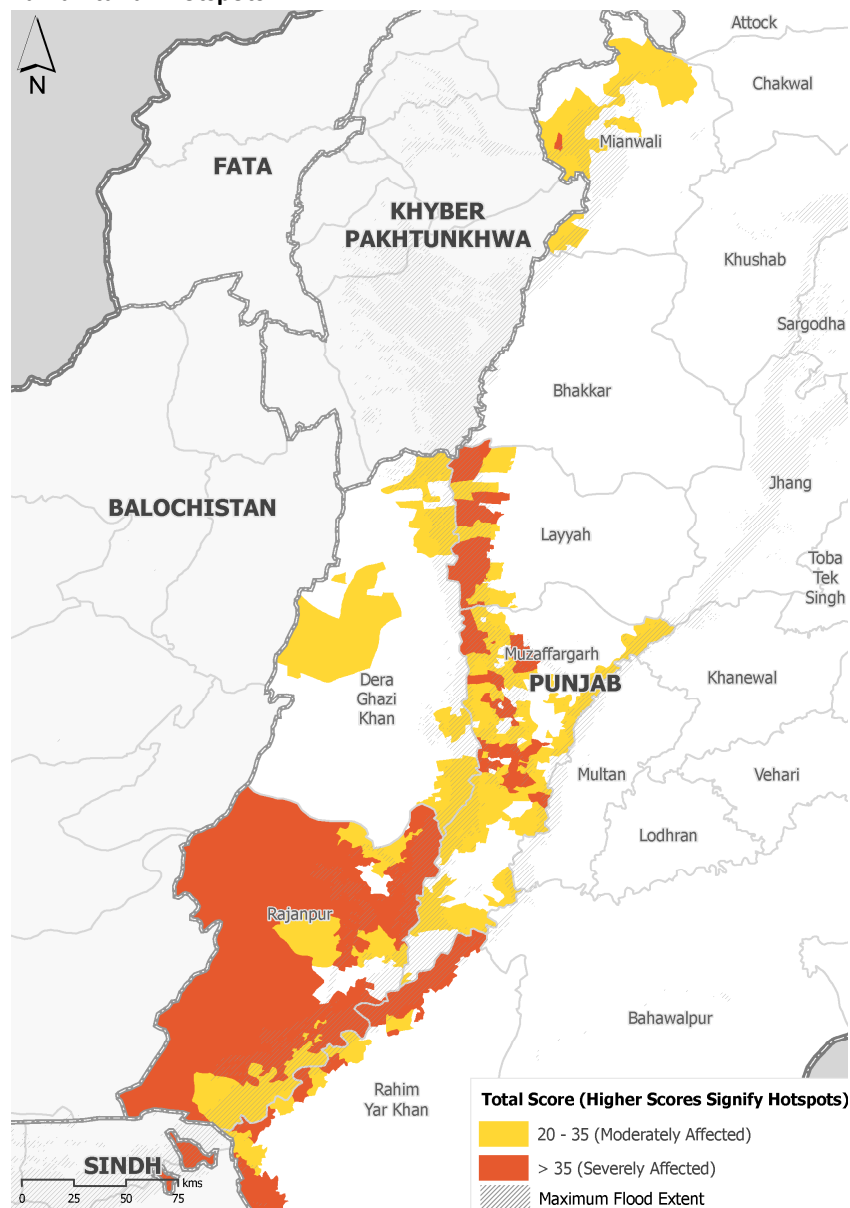 Attock
N
Chakwal
Mianwali
FATA
KHYBER
PAKHTUNKHWA
Khushab
Sargodha
Bhakkar
Jhang
BALOCHISTAN
Layyah
Toba
Tek
Singh
Muzaffargarh
Dera
Ghazi
Khan
PUNJAB
Khanewal
Multan
Vehari
Lodhran
Rajanpur
Bahawalpur
Rahim
Yar Khan
SINDH
kms
0 25 50 75
Total Score (Higher Scores Signify Hotspots)
20 - 35 (Moderately Affected)
> 35 (Severely Affected)
Maximum Flood Extent